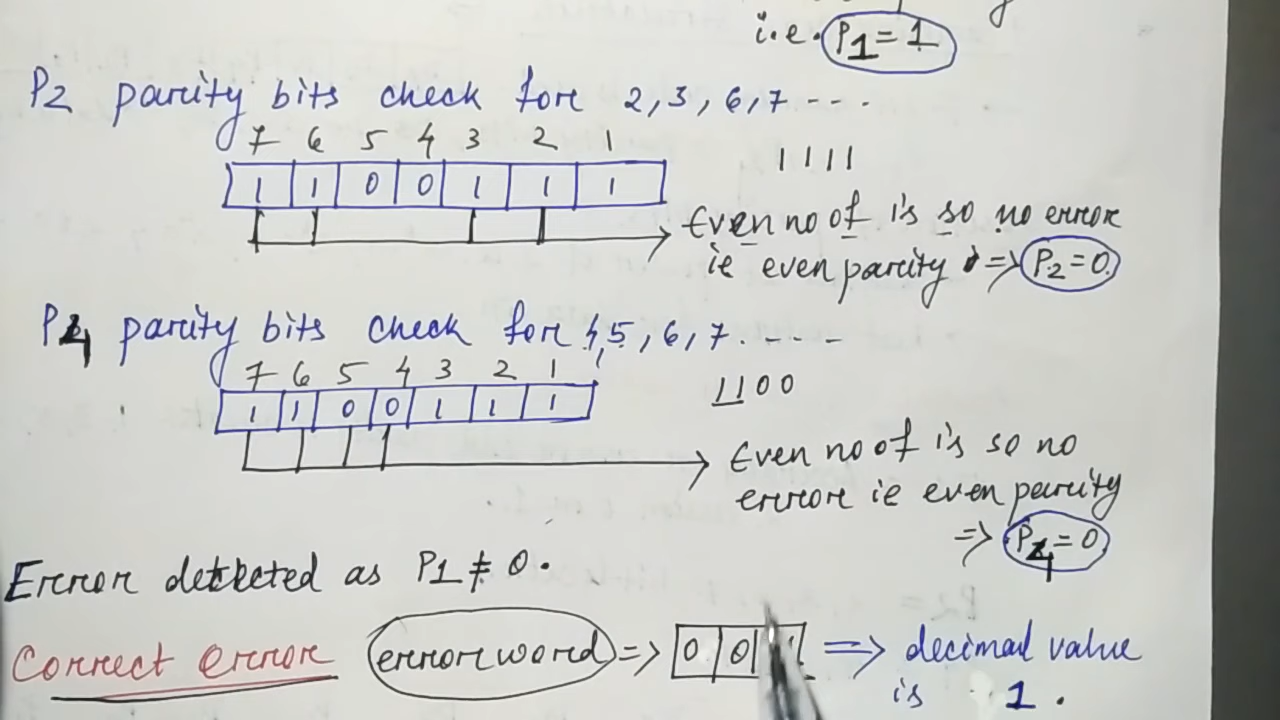 i.e. P1 = 1
P2 parity bits check for 2, 3, 6, 7 - - -
7 6 5 4 3 2 1
1 1 0 0 1 1 1
1111
Even no of 1's so no error
ie even parity => P2 = 0
P4 parity bits check for 4, 5, 6, 7 . - - - -
7 6 5 4 3 2 1
1 1 0 0 1 1 1
1100
Even no of 1's so no
error ie even parity
=> P4 = 0
Error detected as P1 ≠ 0.
Correct error error word => 0 0 => decimal value
is 1.